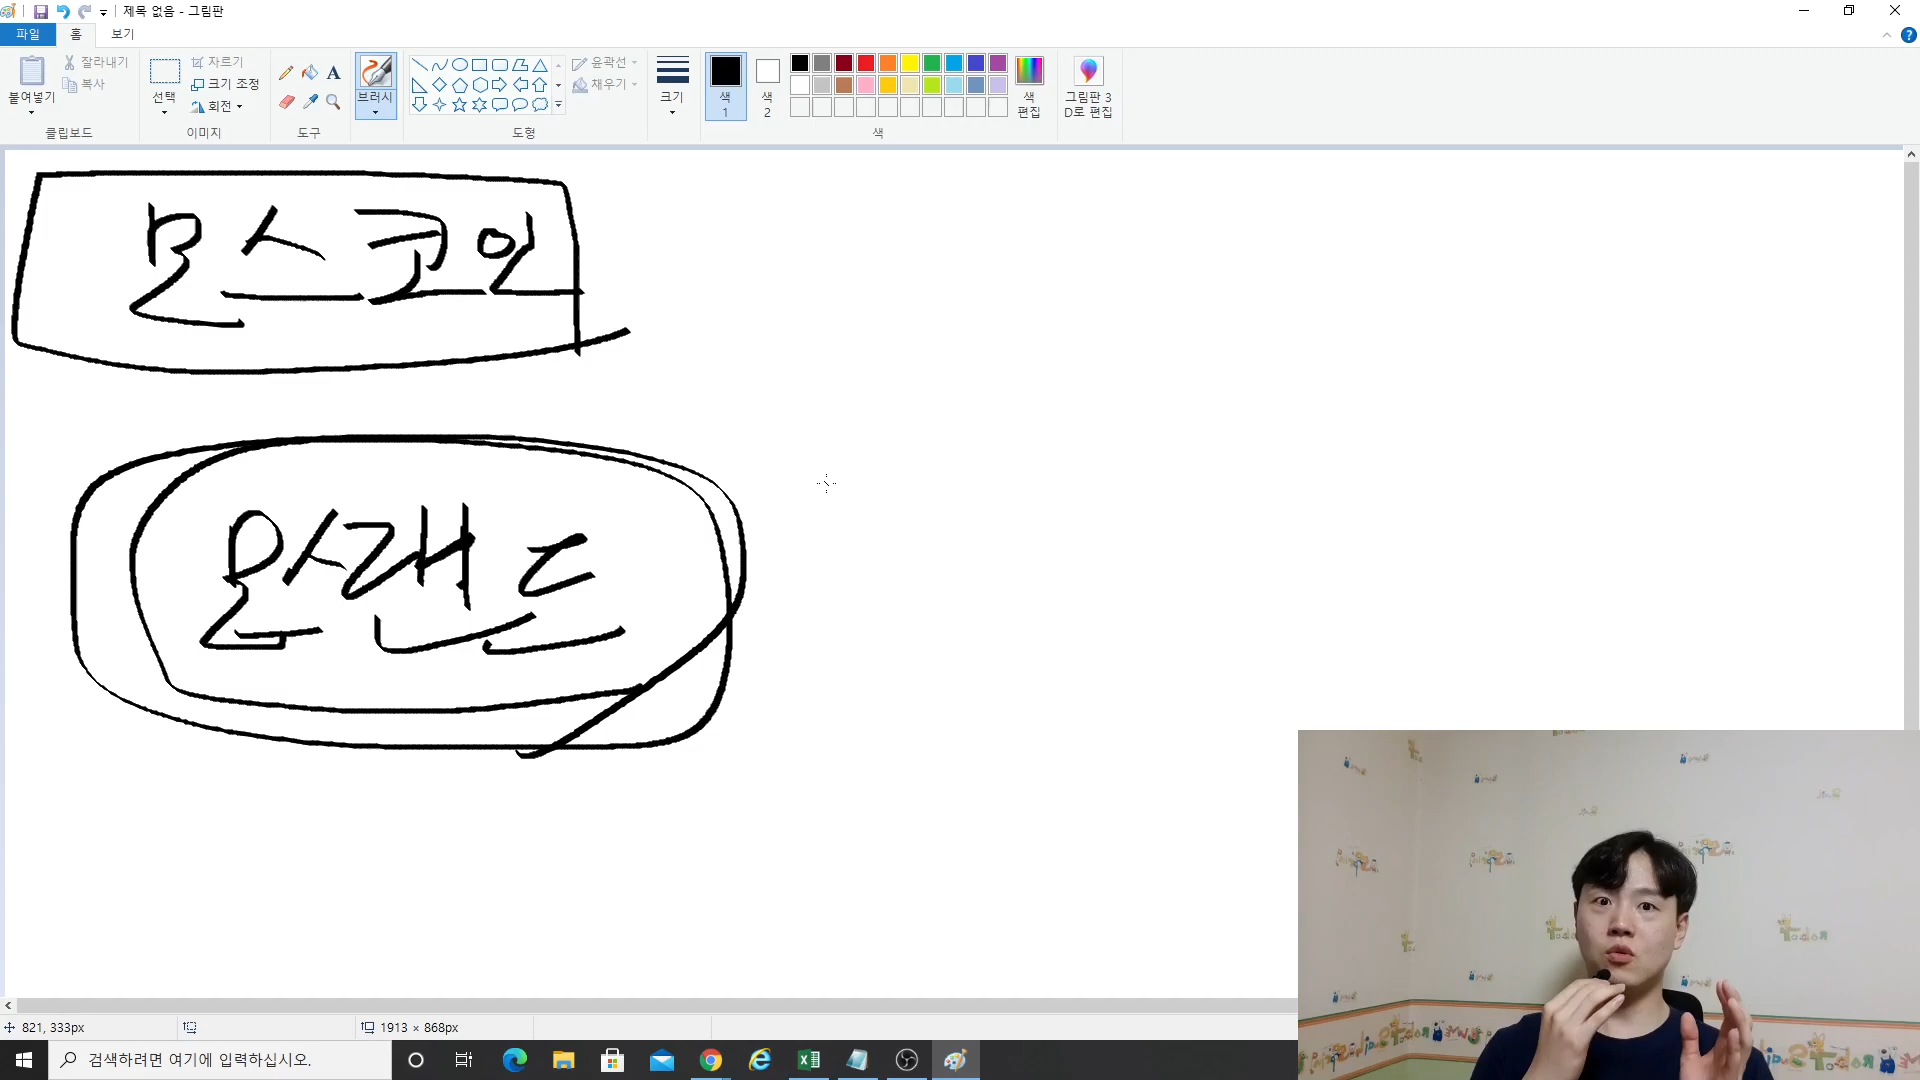 제목 없음 - 그림판
파일 홈 보기
붙여넣기
잘라내기
복사
클립보드
선택
자르기
크기 조정
회전
이미지
A
도구
브러시
도형
윤곽선
채우기
크기
색
1
색
2
색
색
편집
그림판 3
D로 편집
몬스코인
몺랜드
821, 333px
1913 × 868px
검색하려면 여기에 입력하십시오.